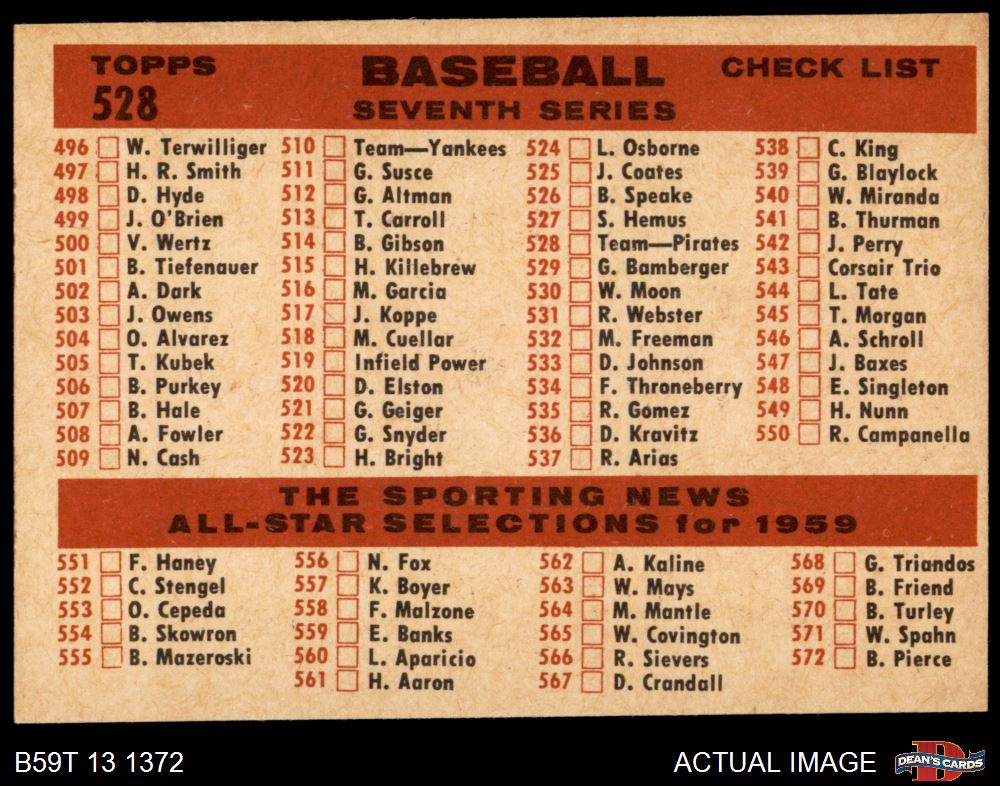 TOPPS BASEBALL CHECK LIST
528 SEVENTH SERIES
496 W. Terwilliger
497 H. R. Smith
498 D. Hyde
499 J. O'Brien
500 V. Wertz
501 B. Tiefenauer
502 A. Dark
503 J. Owens
504 O. Alvarez
505 T. Kubek
506 B. Purkey
507 B. Hale
508 A. Fowler
509 N. Cash
510 Team—Yankees
511 G. Susce
512 G. Altman
513 T. Carroll
514 B. Gibson
515 H. Killebrew
516 M. Garcia
517 J. Koppe
518 M. Cuellar
519 Infield Power
520 D. Elston
521 G. Geiger
522 G. Snyder
523 H. Bright
524 L. Osborne
525 J. Coates
526 B. Speake
527 S. Hemus
528 Team—Pirates
529 G. Bamberger
530 W. Moon
531 R. Webster
532 M. Freeman
533 D. Johnson
534 F. Throneberry
535 R. Gomez
536 D. Kravitz
537 R. Arias
538 C. King
539 G. Blaylock
540 W. Miranda
541 B. Thurman
542 J. Perry
543 Corsair Trio
544 L. Tate
545 T. Morgan
546 A. Schroll
547 J. Baxes
548 E. Singleton
549 H. Nunn
550 R. Campanella
THE SPORTING NEWS
ALL-STAR SELECTIONS for 1959
551 F. Haney
552 C. Stengel
553 O. Cepeda
554 B. Skowron
555 B. Mazeroski
556 N. Fox
557 K. Boyer
558 F. Malzone
559 E. Banks
560 L. Aparicio
561 H. Aaron
562 A. Kaline
563 W. Mays
564 M. Mantle
565 W. Covington
566 R. Sievers
567 D. Crandall
568 G. Triandos
569 B. Friend
570 B. Turley
571 W. Spahn
572 B. Pierce
B59T 13 1372
ACTUAL IMAGE
D
DEAN'S CARDS